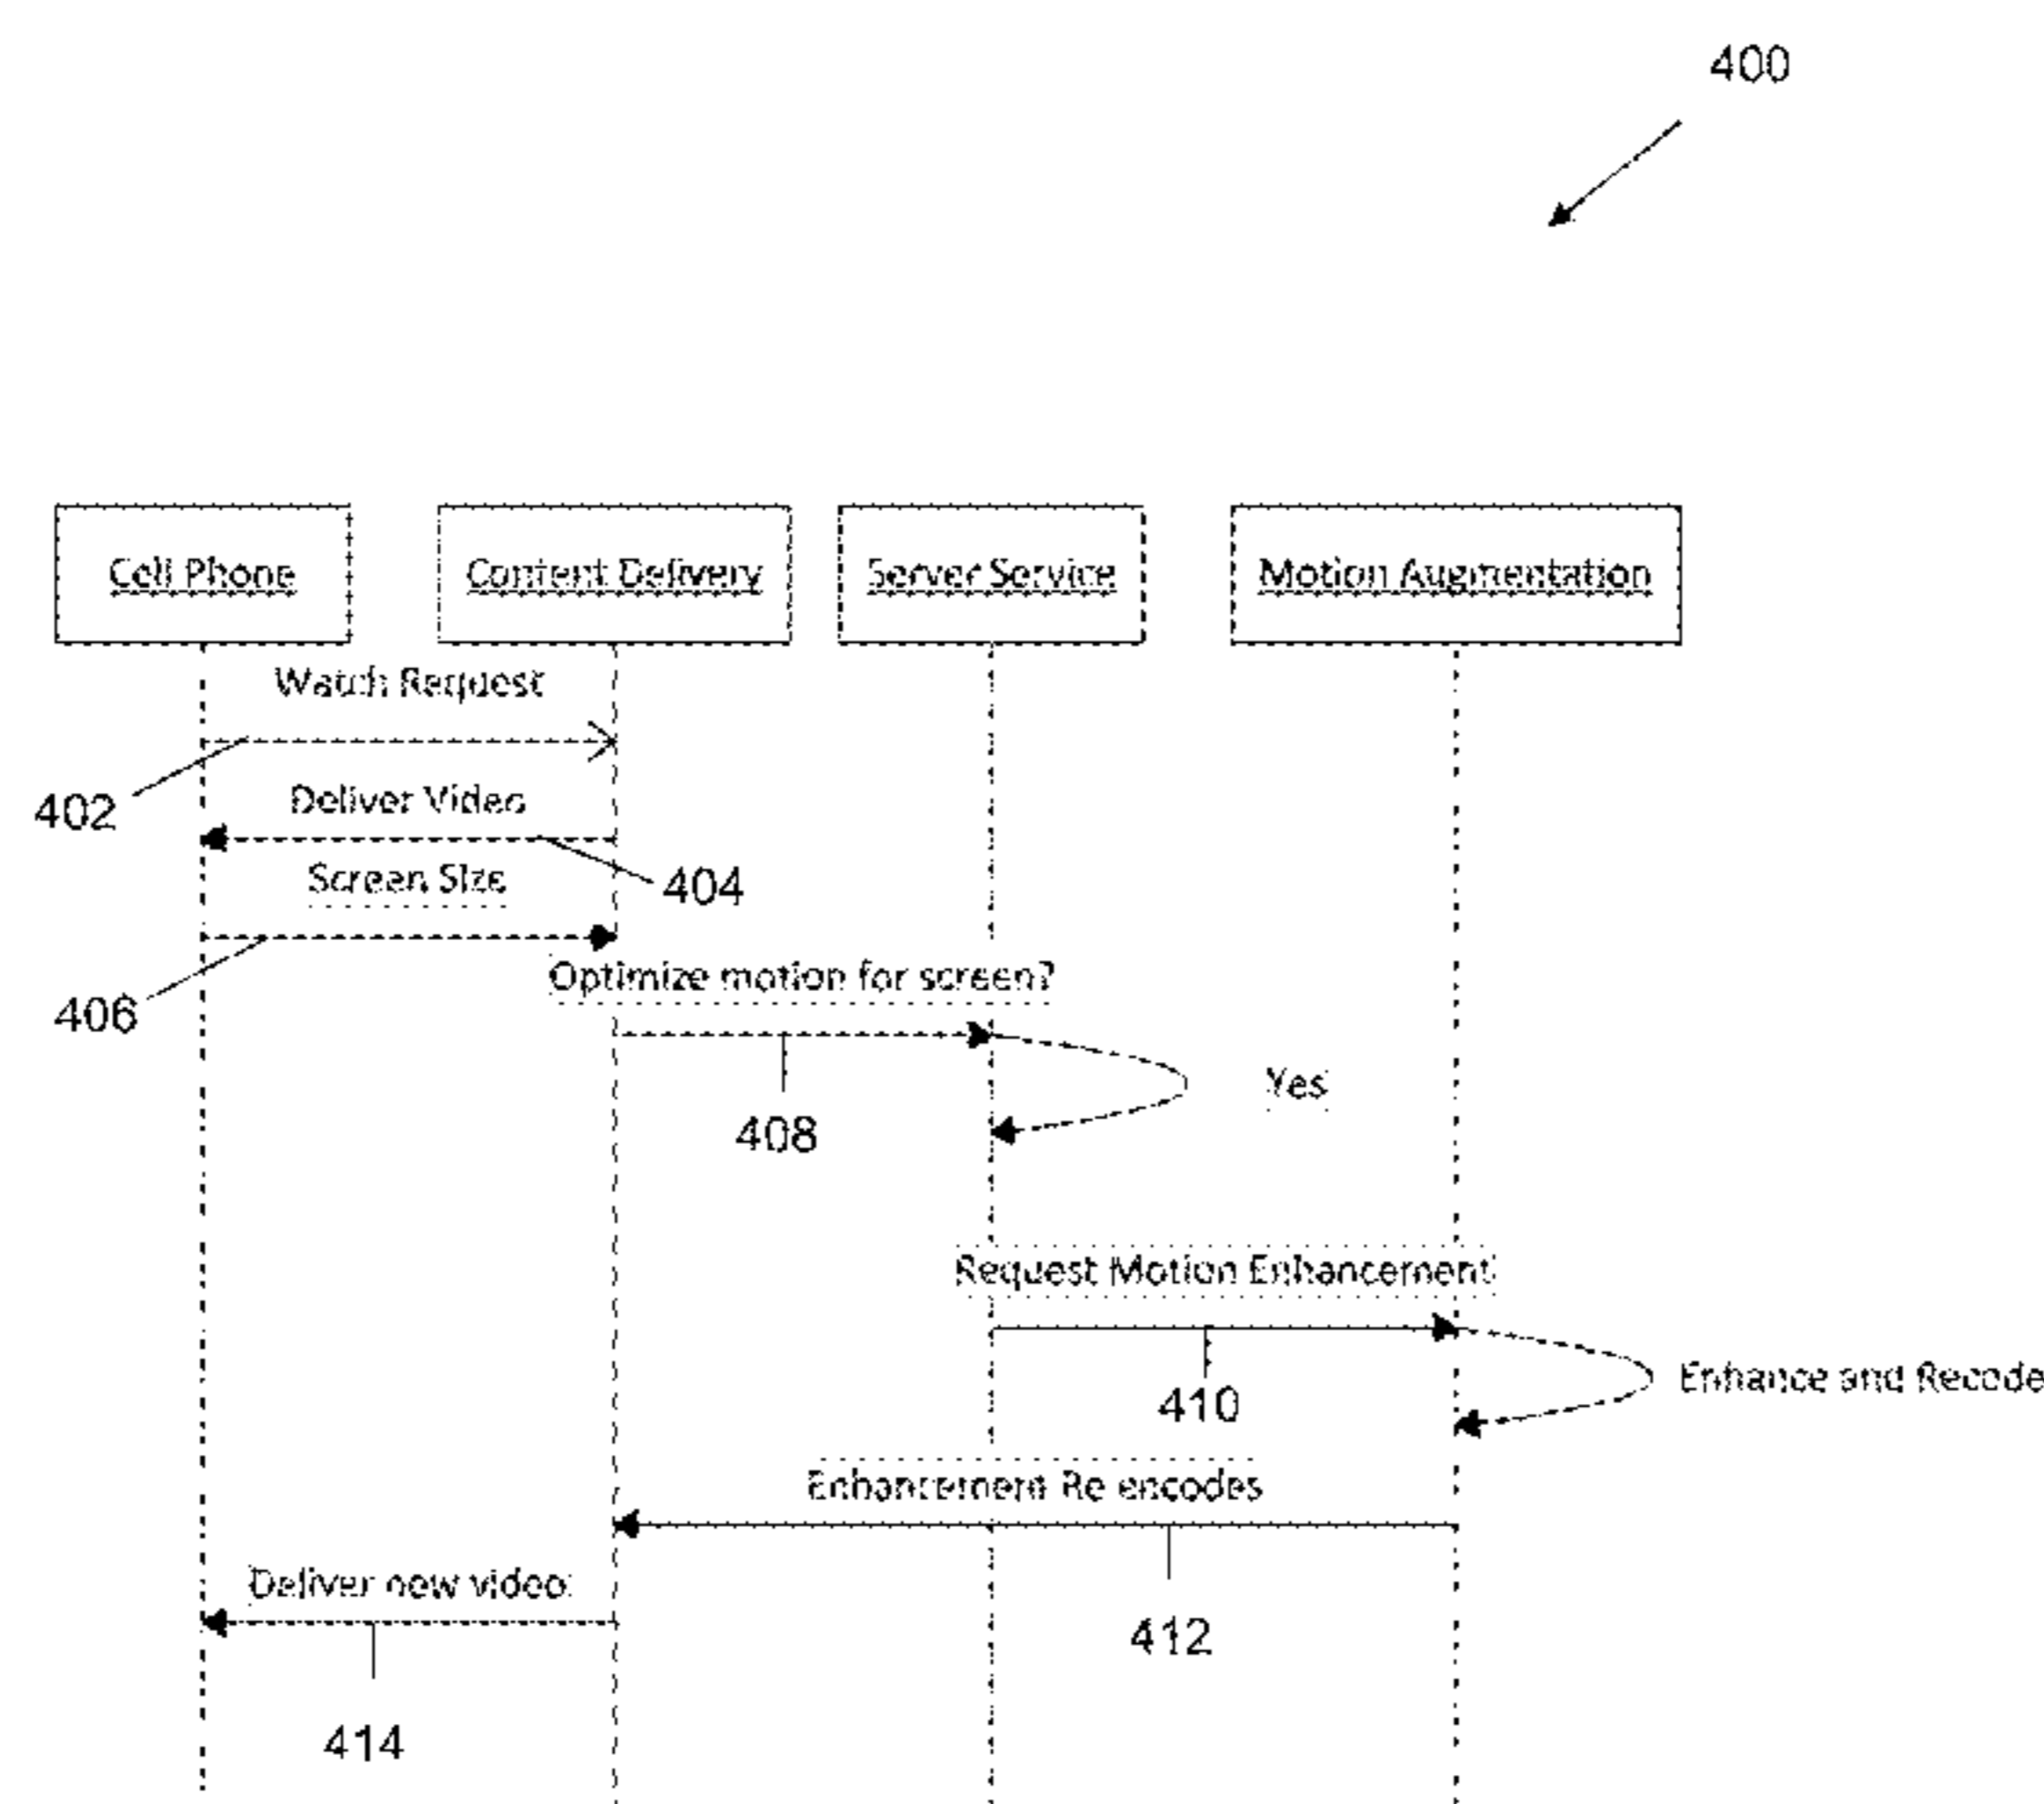 400
Cell Phone
Content Delivery
Server Service
Motion Augmentation
Watch Request
402
Deliver Video
404
Screen Size
406
Optimize motion for screen?
408
Yes
Request Motion Enhancement
410
Enhance and Recode
Enhancement Re encodes
412
Deliver new video
414